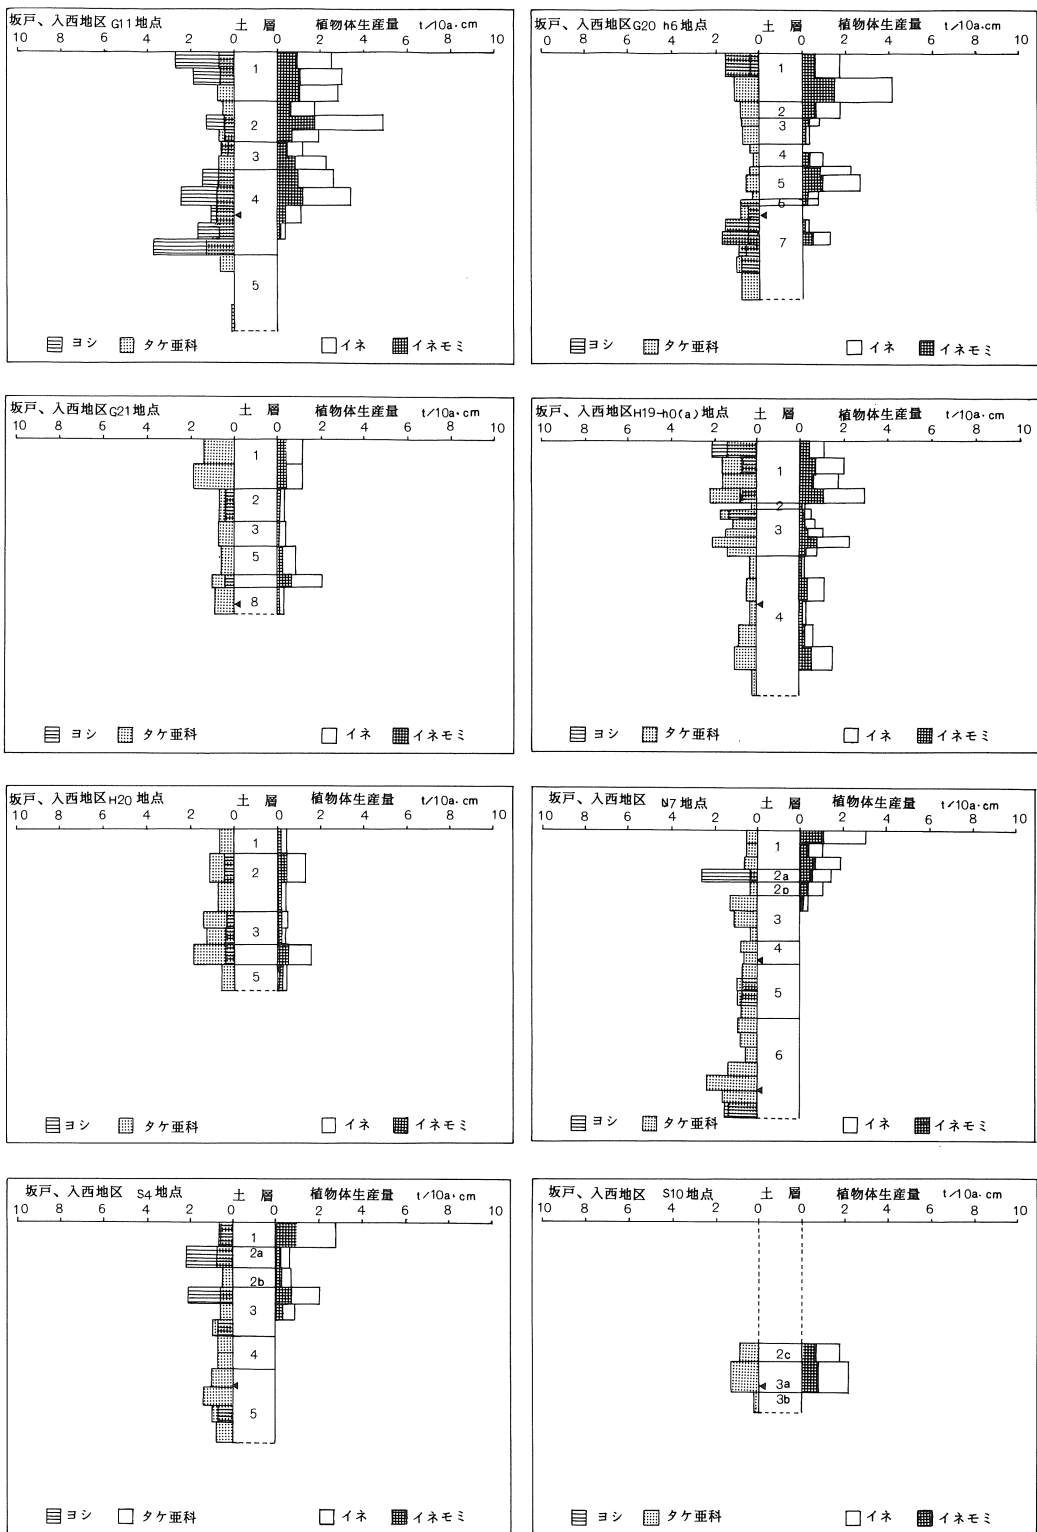 坂戸、入西地区 G11地点 土 層 植物体生産量 t/10a・cm
10 8 6 4 2 0 0 2 4 6 8 10
1
2
3
4
5
ヨシ タケ亜科 イネ イネモミ
坂戸、入西地区G20 h6地点 土 層 植物体生産量 t/10a・cm
0 8 6 4 2 0 0 2 4 6 8 10
1
2
3
4
5
6
7
ヨシ タケ亜科 イネ イネモミ
坂戸、入西地区G21地点 土 層 植物体生産量 t/10a・cm
10 8 6 4 2 0 0 2 4 6 8 10
1
2
3
5
8
ヨシ タケ亜科 イネ イネモミ
坂戸、入西地区H19-h0(a)地点 土 層 植物体生産量 t/10a・cm
10 8 6 4 2 0 0 2 4 6 8 10
1
2
3
4
ヨシ タケ亜科 イネ イネモミ
坂戸、入西地区H20 地点 土 層 植物体生産量 t/10a・cm
10 8 6 4 2 0 0 2 4 6 8 10
1
2
3
5
ヨシ タケ亜科 イネ イネモミ
坂戸、入西地区 N7地点 土 層 植物体生産量 t/10a・cm
10 8 6 4 2 0 0 2 4 6 8 10
1
2a
2b
3
4
5
6
ヨシ タケ亜科 イネ イネモミ
坂戸、入西地区 S4地点 土 層 植物体生産量 t/10a・cm
10 8 6 4 2 0 0 2 4 6 8 10
1
2a
2b
3
4
5
ヨシ タケ亜科 イネ イネモミ
坂戸、入西地区 S10地点 土 層 植物体生産量 t/10a・cm
10 8 6 4 2 0 0 2 4 6 8 10
2c
3a
3b
ヨシ タケ亜科 イネ イネモミ